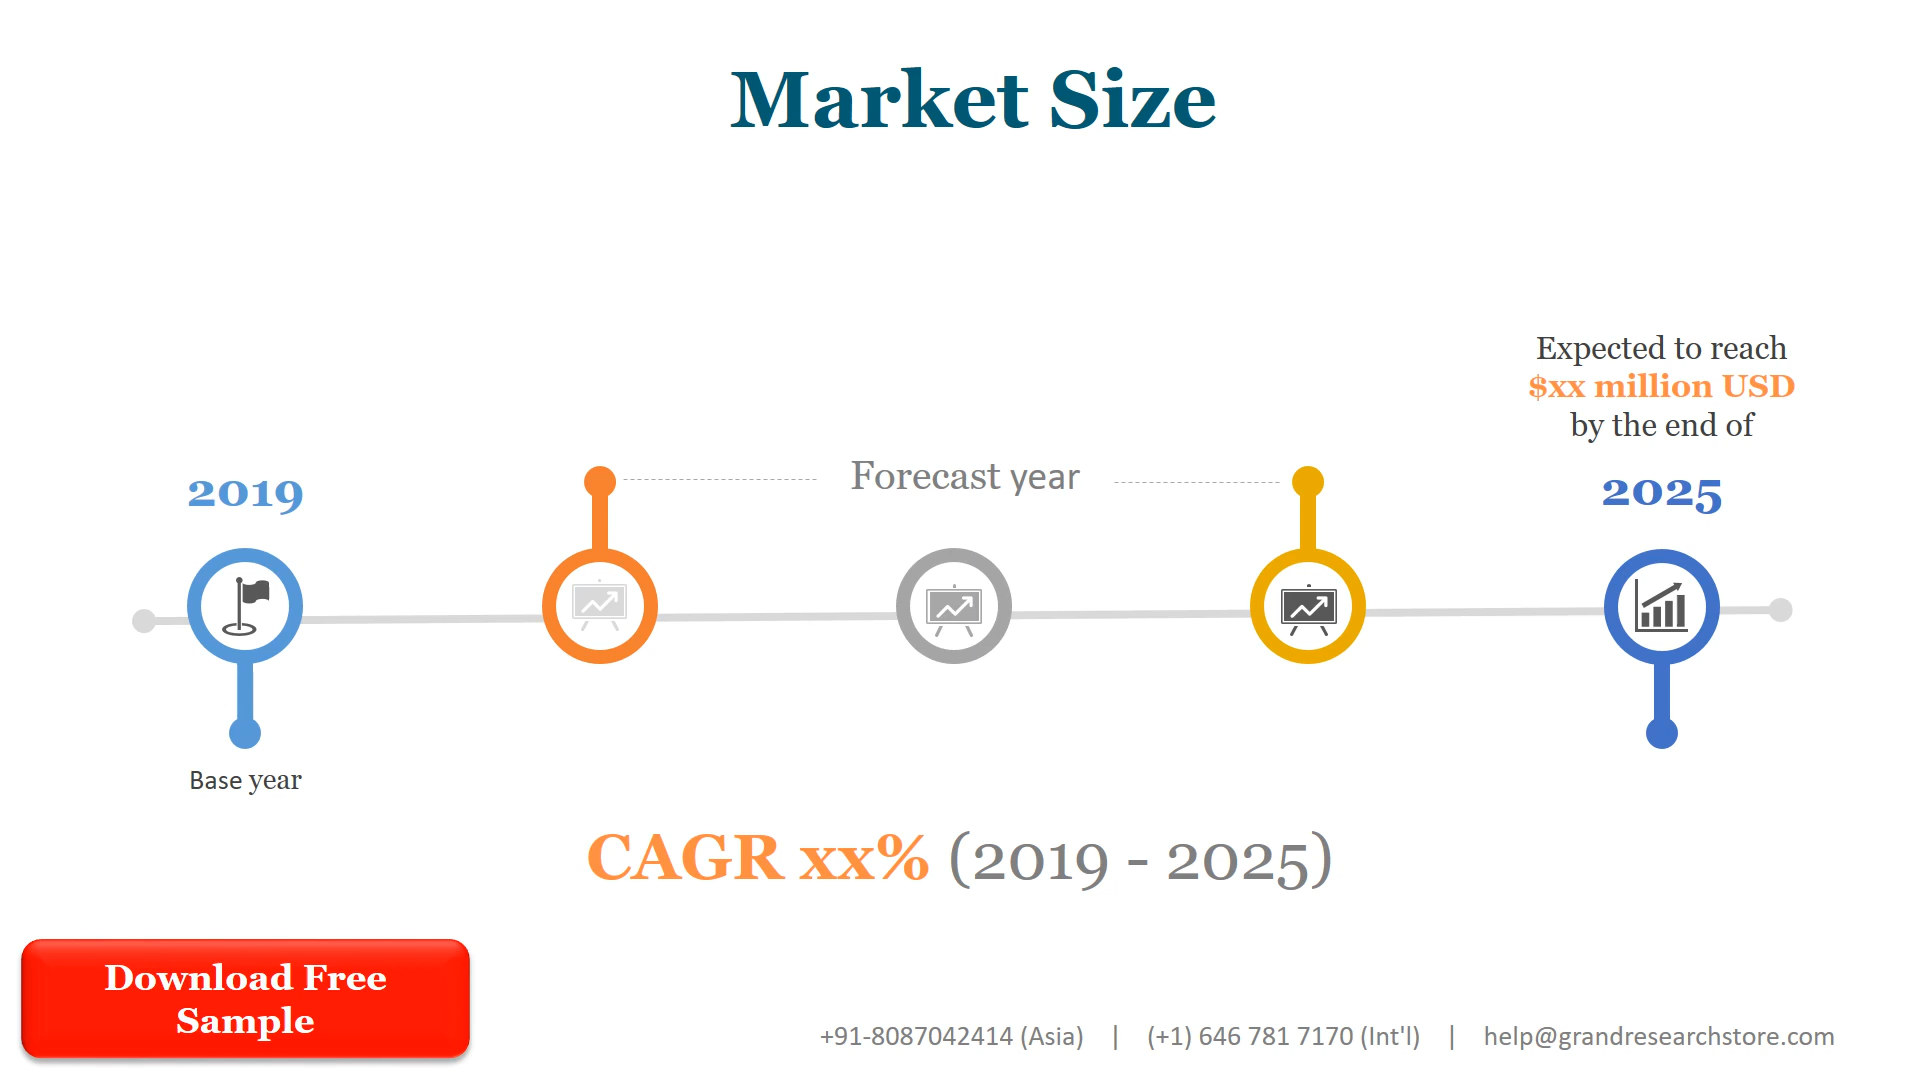 Market Size
Expected to reach
$xx million USD
by the end of
2019
Forecast year
2025
Base year
CAGR xx% (2019 - 2025)
Download Free
Sample
+91-8087042414 (Asia) | (+1) 646 781 7170 (Int'l) | help@grandresearchstore.com